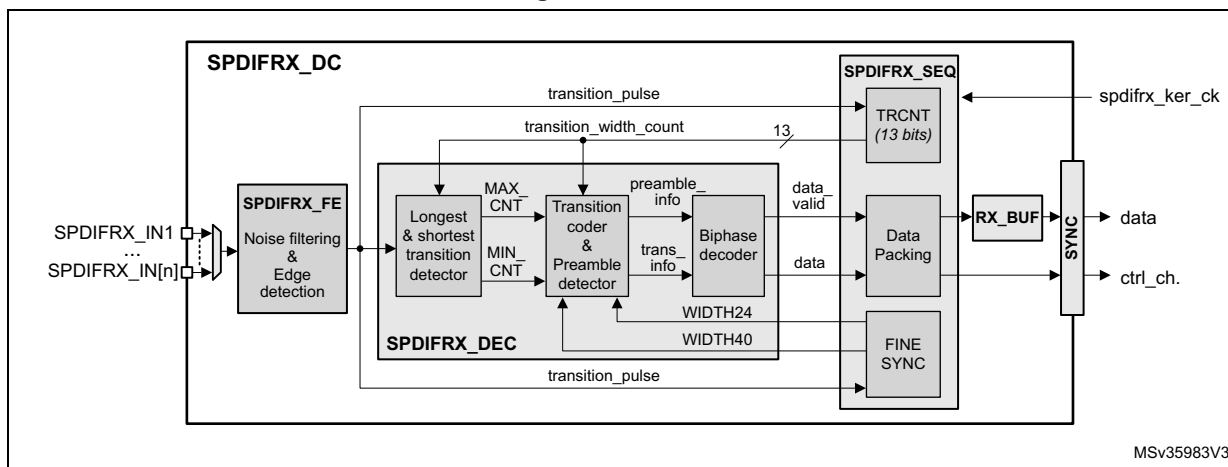 SPDIFRX_DC
SPDIFRX_SEQ
transition_pulse
TRCNT
(13 bits)
spdifrx_ker_ck
transition_width_count
13
SPDIFRX_FE
Noise filtering
&
Edge
detection
SPDIFRX_IN1
...
SPDIFRX_IN[n]
Longest
& shortest
transition
detector
MAX_
CNT
MIN_
CNT
Transition
coder
&
Preamble
detector
preamble_
info
trans_
info
Biphase
decoder
data_
valid
data
Data
Packing
RX_BUF
SYNC
data
ctrl_ch.
WIDTH24
WIDTH40
SPDIFRX_DEC
FINE
SYNC
transition_pulse
MSv35983V3